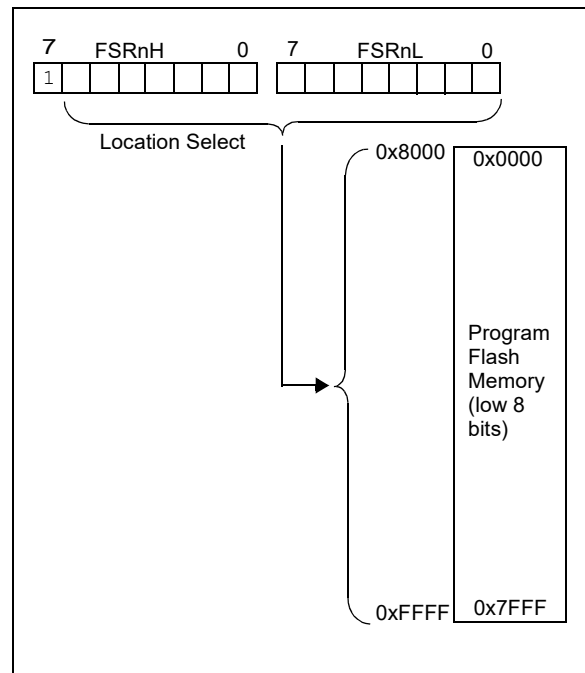 7 FSRnH 0 7 FSRnL 0
1
Location Select
0x8000 0x0000
Program
Flash
Memory
(low 8
bits)
0xFFFF 0x7FFF